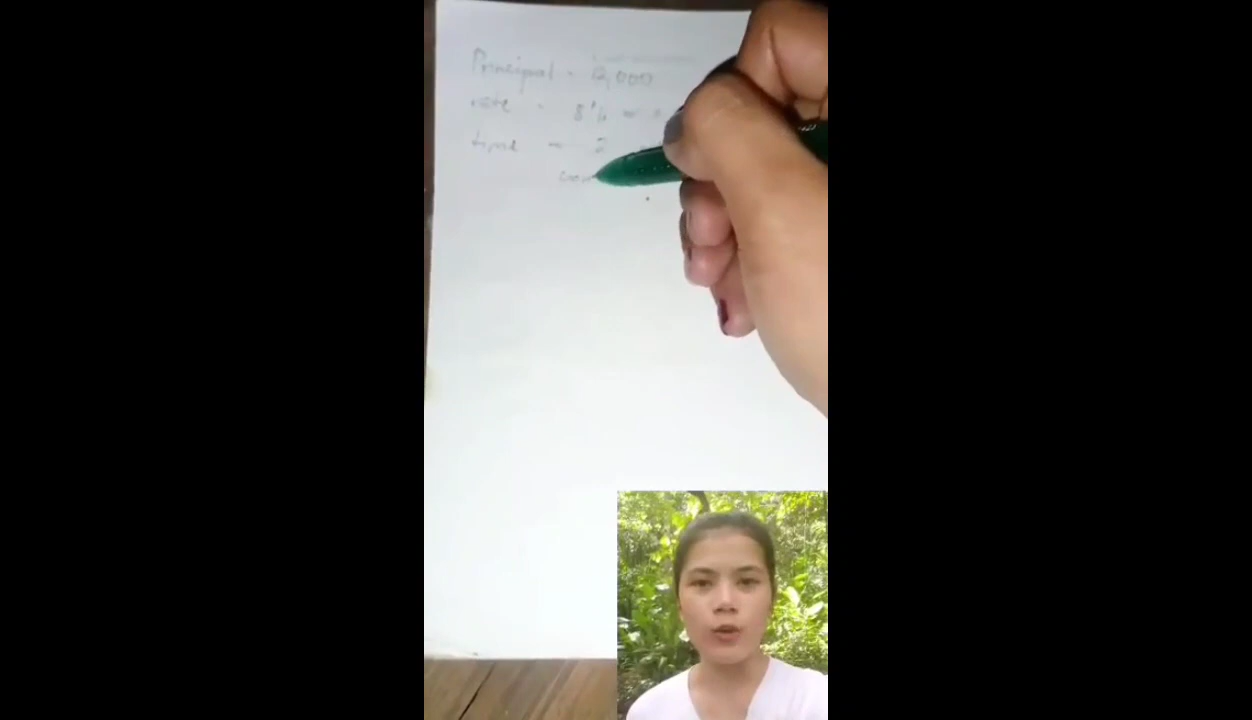 Principal = 12,000
rate = 8% =
time = 2